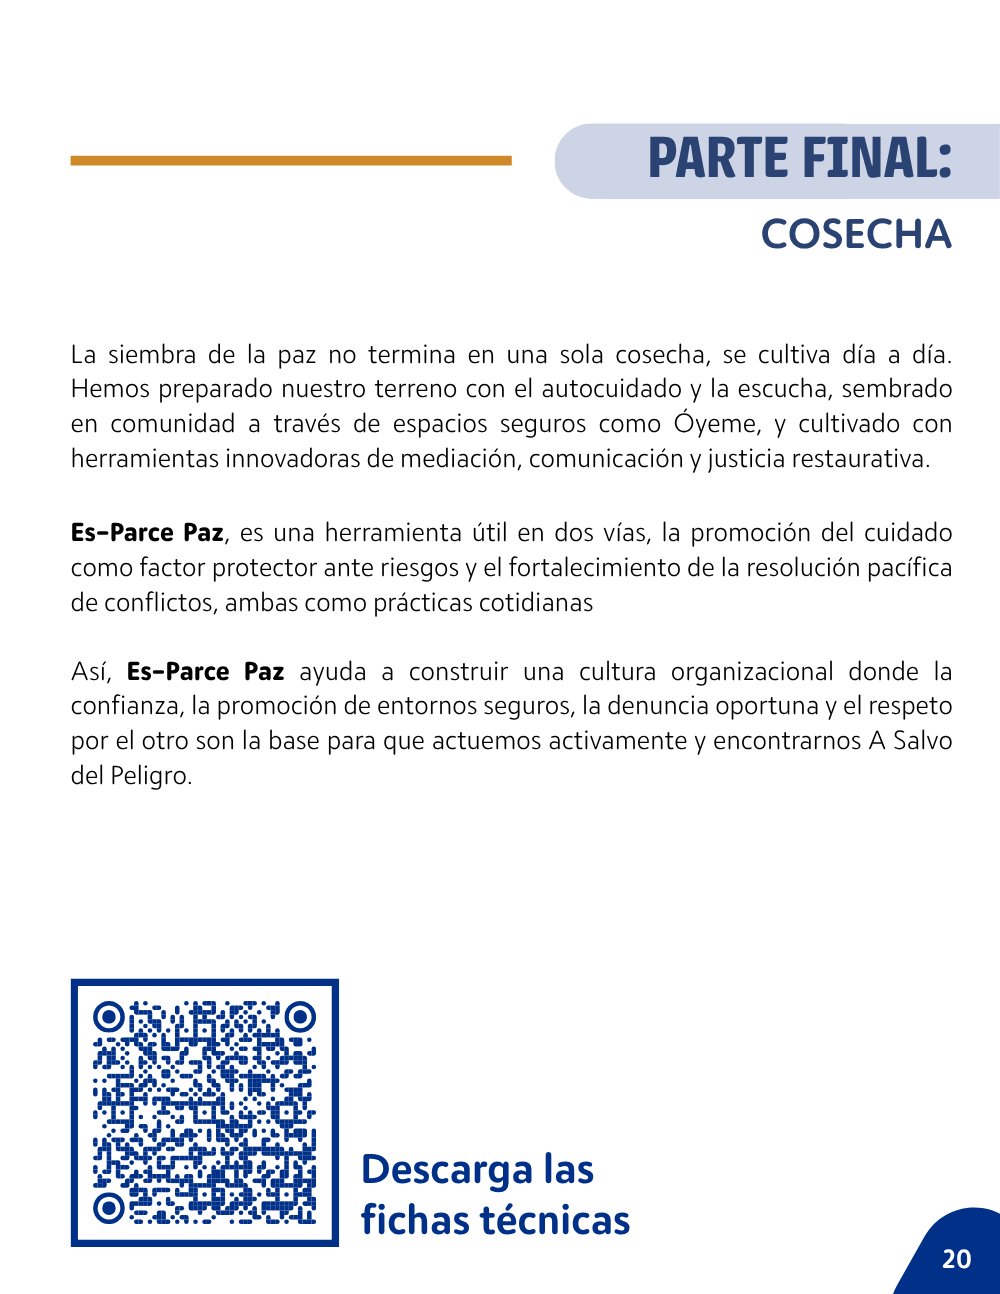 PARTE FINAL:
COSECHA
La siembra de la paz no termina en una sola cosecha, se cultiva día a día.
Hemos preparado nuestro terreno con el autocuidado y la escucha, sembrado
en comunidad a través de espacios seguros como Óyeme, y cultivado con
herramientas innovadoras de mediación, comunicación y justicia restaurativa.
Es-Parce Paz, es una herramienta útil en dos vías, la promoción del cuidado
como factor protector ante riesgos y el fortalecimiento de la resolución pacífica
de conflictos, ambas como prácticas cotidianas
Así, Es-Parce Paz ayuda a construir una cultura organizacional donde la
confianza, la promoción de entornos seguros, la denuncia oportuna y el respeto
por el otro son la base para que actuemos activamente y encontrarnos A Salvo
del Peligro.
Descarga las
fichas técnicas
20